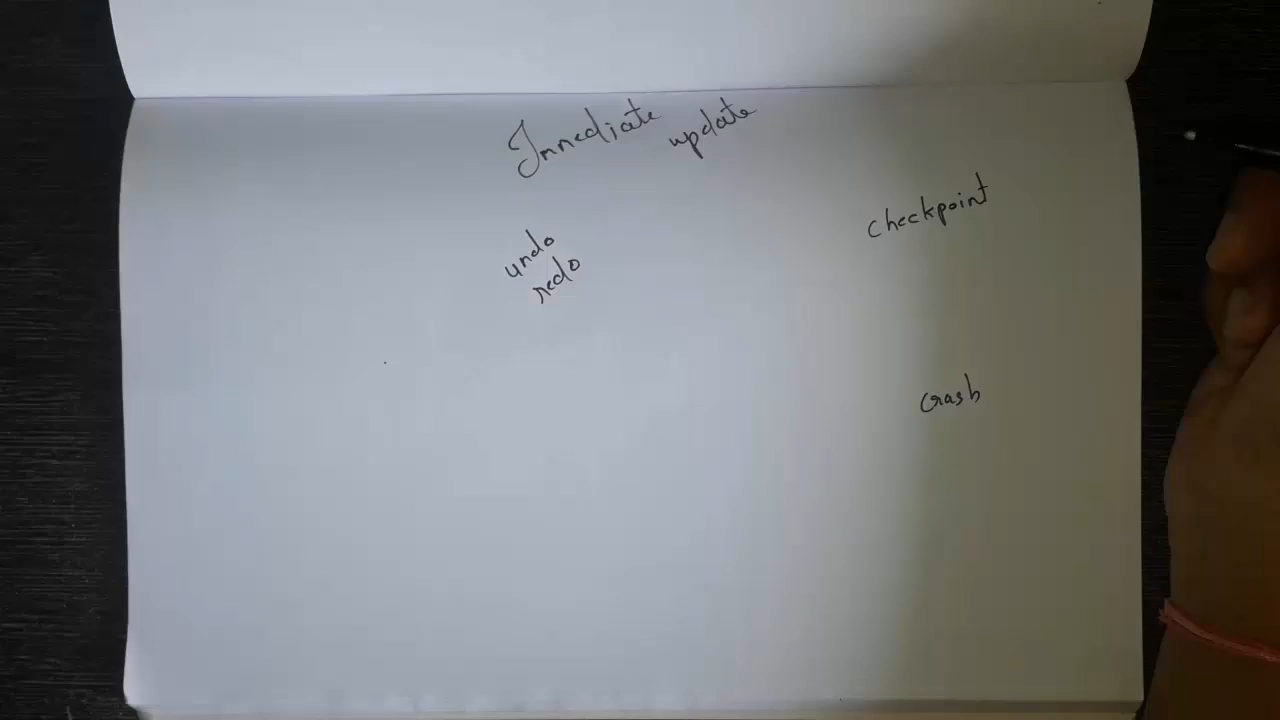 Immediate update
checkpoint
undo
redo
crash